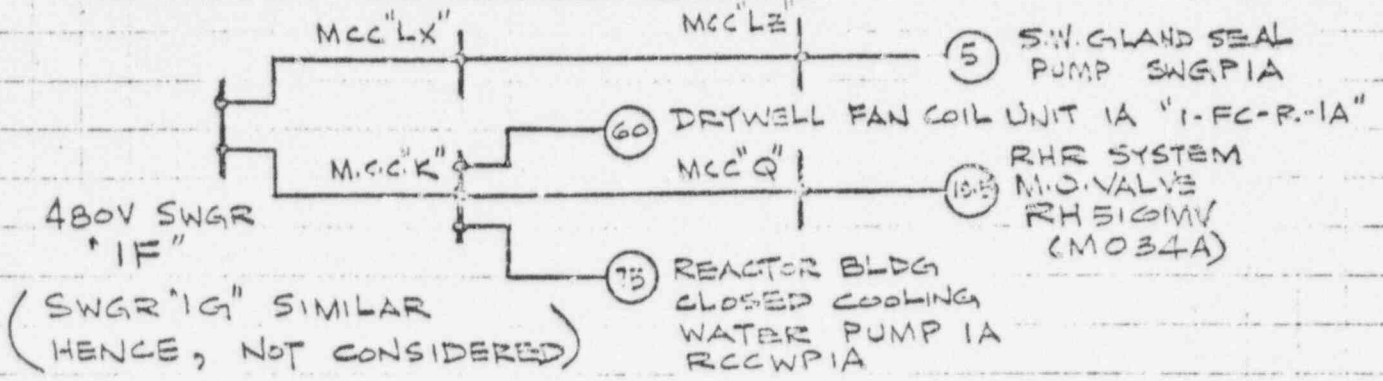 MCC "LX"
MCC "LZ"
5
S.W. GLAND SEAL
PUMP SWGP1A
60
DRYWELL FAN COIL UNIT 1A "1-FC-R-1A"
M.C.C. "K"
MCC "Q"
RHR SYSTEM
M.O. VALVE
RH 510MV
(MO34A)
480V SWGR
"1F"
75
REACTOR BLDG
CLOSED COOLING
WATER PUMP 1A
RCCWP1A
(SWGR "1G" SIMILAR
HENCE, NOT CONSIDERED)